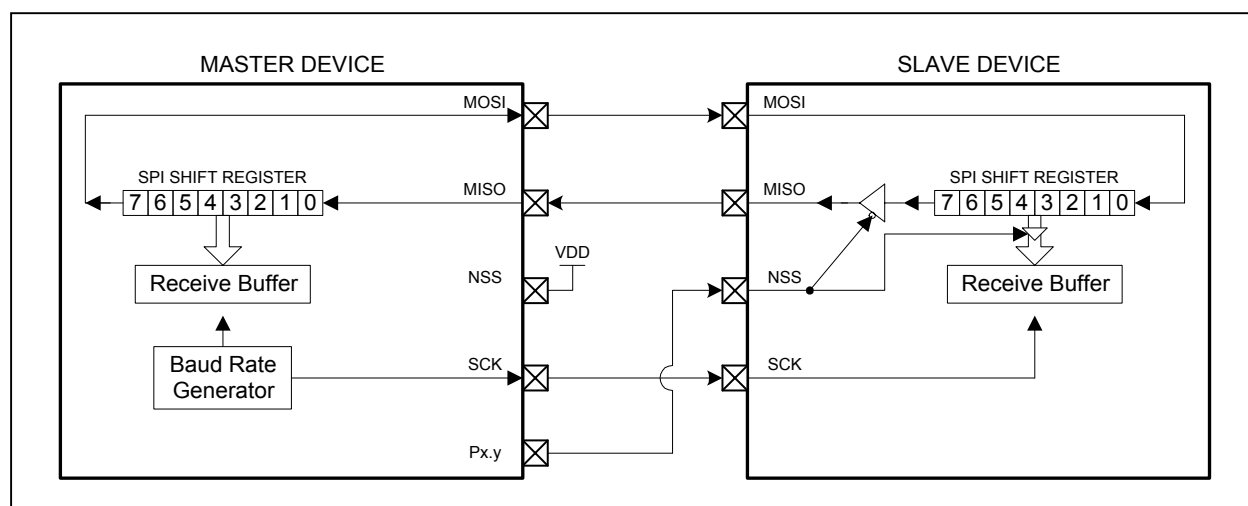 MASTER DEVICE
SLAVE DEVICE
MOSI
MOSI
SPI SHIFT REGISTER
7 6 5 4 3 2 1 0
MISO
MISO
SPI SHIFT REGISTER
7 6 5 4 3 2 1 0
Receive Buffer
NSS
VDD
NSS
Receive Buffer
Baud Rate
Generator
SCK
SCK
Px.y